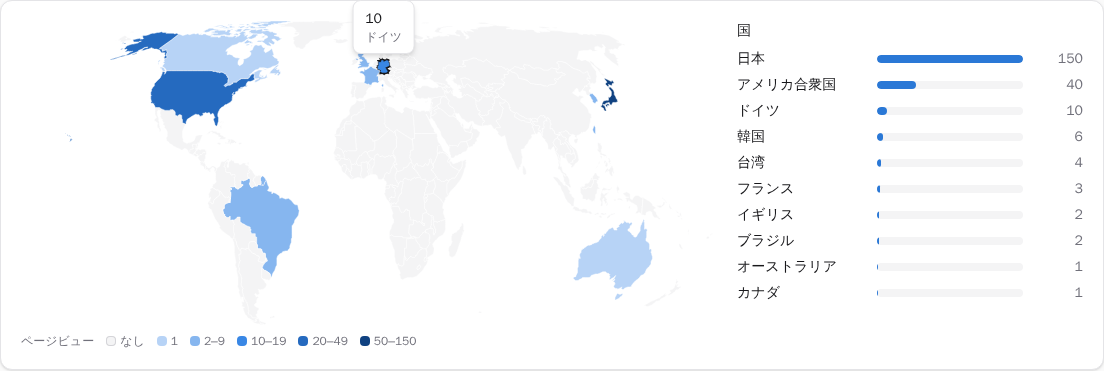 10
ドイツ
国
日本 150
アメリカ合衆国 40
ドイツ 10
韓国 6
台湾 4
フランス 3
イギリス 2
ブラジル 2
オーストラリア 1
カナダ 1
ページビュー なし 1 2–9 10–19 20–49 50–150